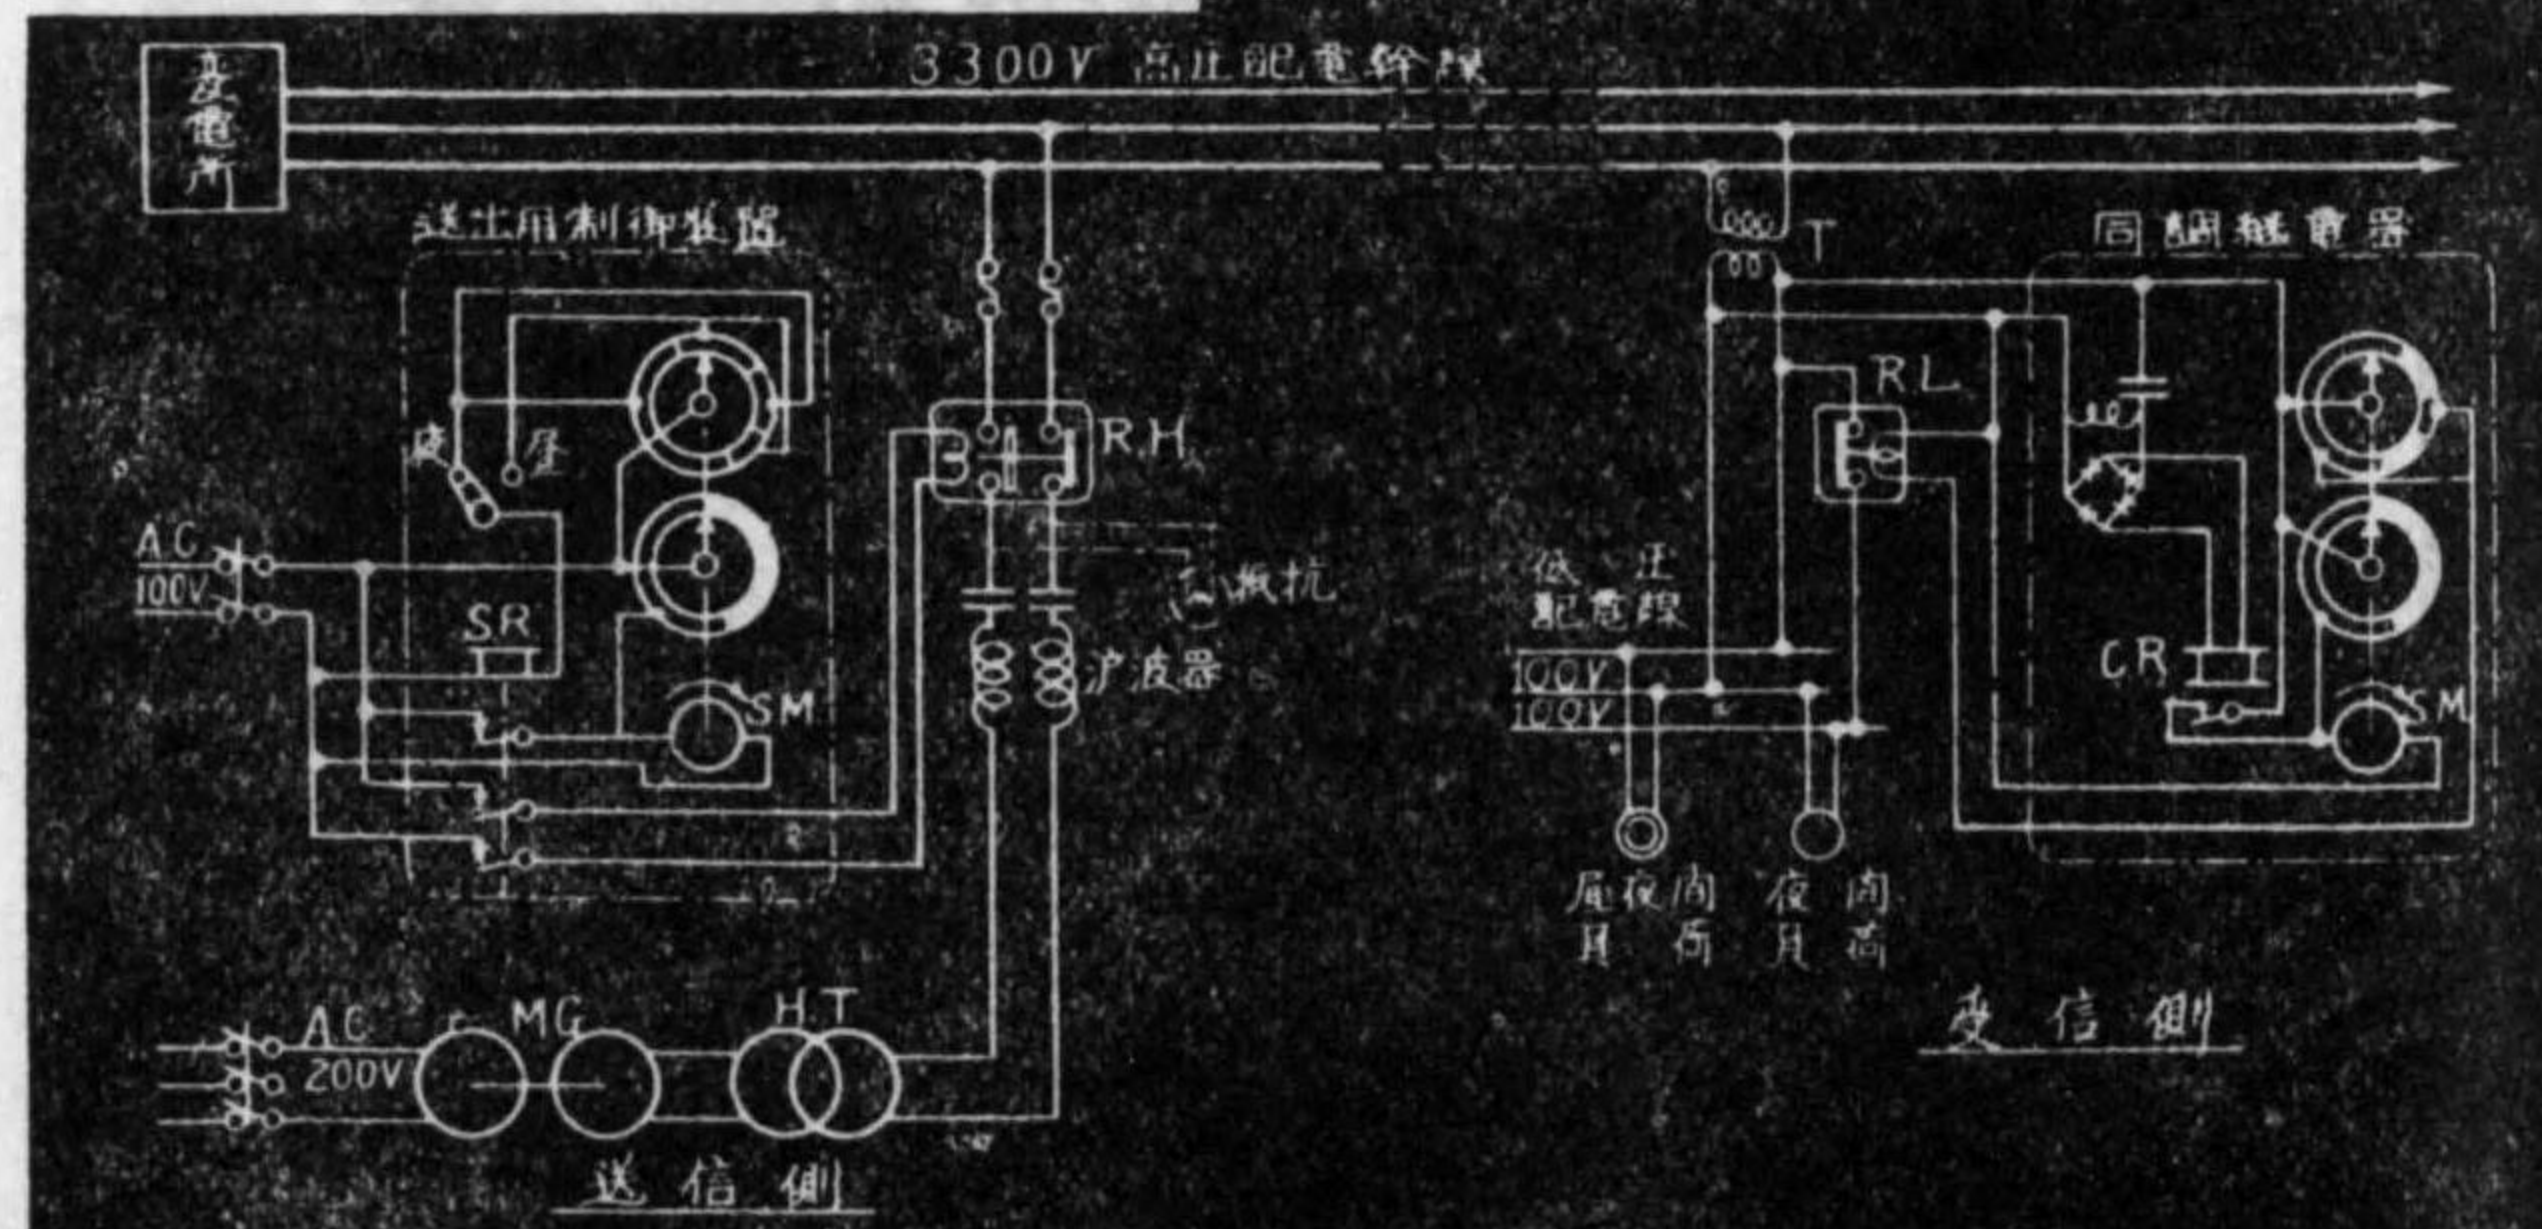 3300V 高圧配電幹線
変電所
送出用制御装置
同調継電器
T
RL
R.H.
夜 昼
AC
100V
抵抗
低圧
配電線
SR
濾波器
100V
100V
CR
SM
SM
昼夜間
負荷
夜間
負荷
AC
200V
MG
H.T
受信側
送信側